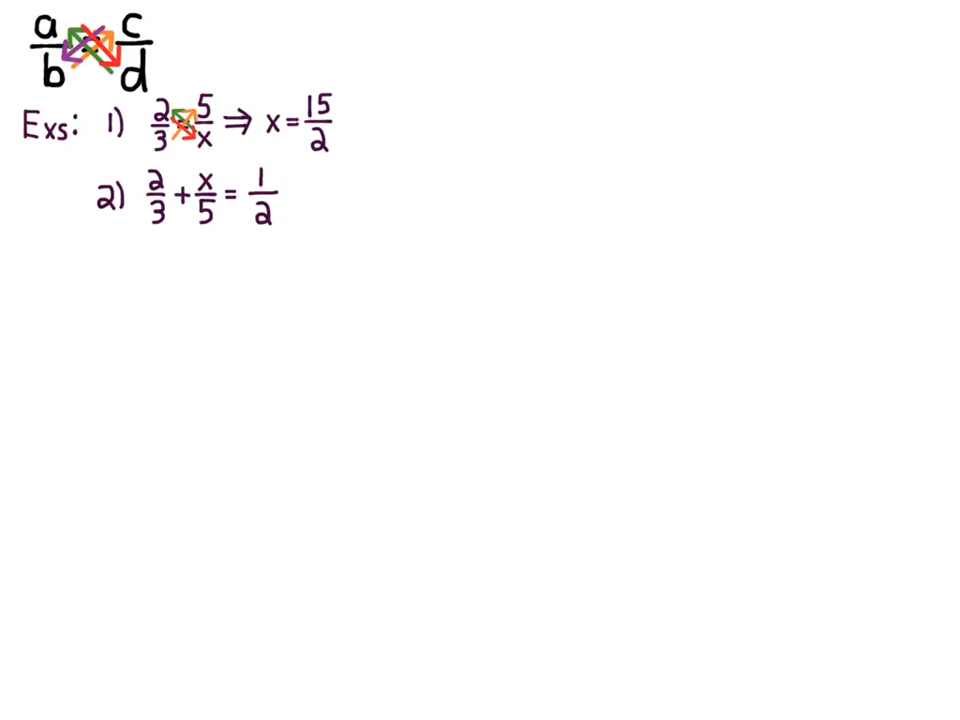 a/b = c/d
Exs: 1) 2/3 = 5/x ⇒ x = 15/2
2) 2/3 + x/5 = 1/2